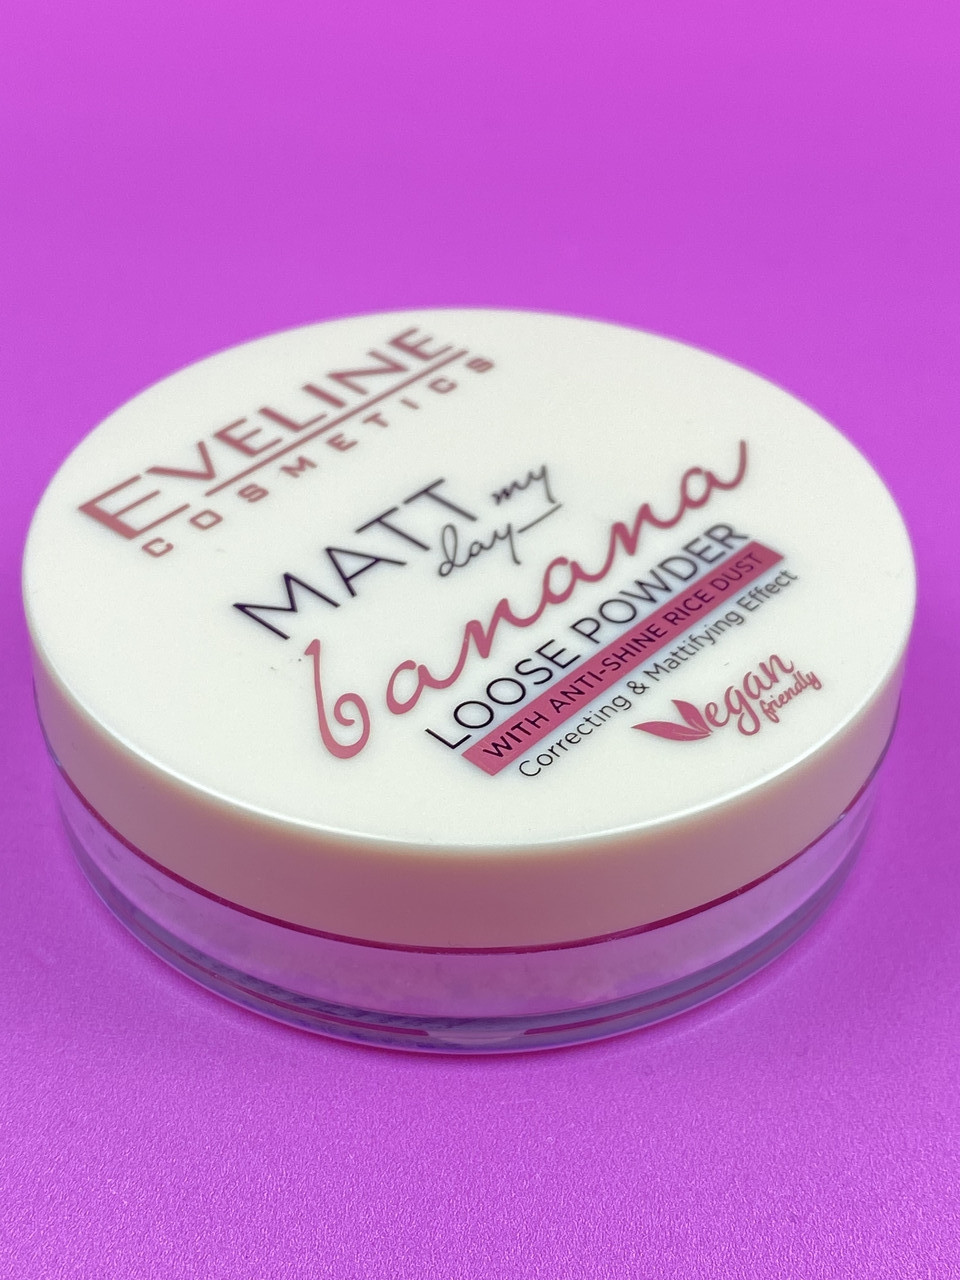 EVELINE
COSMETICS
MATT my
day
banana
LOOSE POWDER
WITH ANTI-SHINE RICE DUST
Correcting & Mattifying Effect
Vegan
friendly